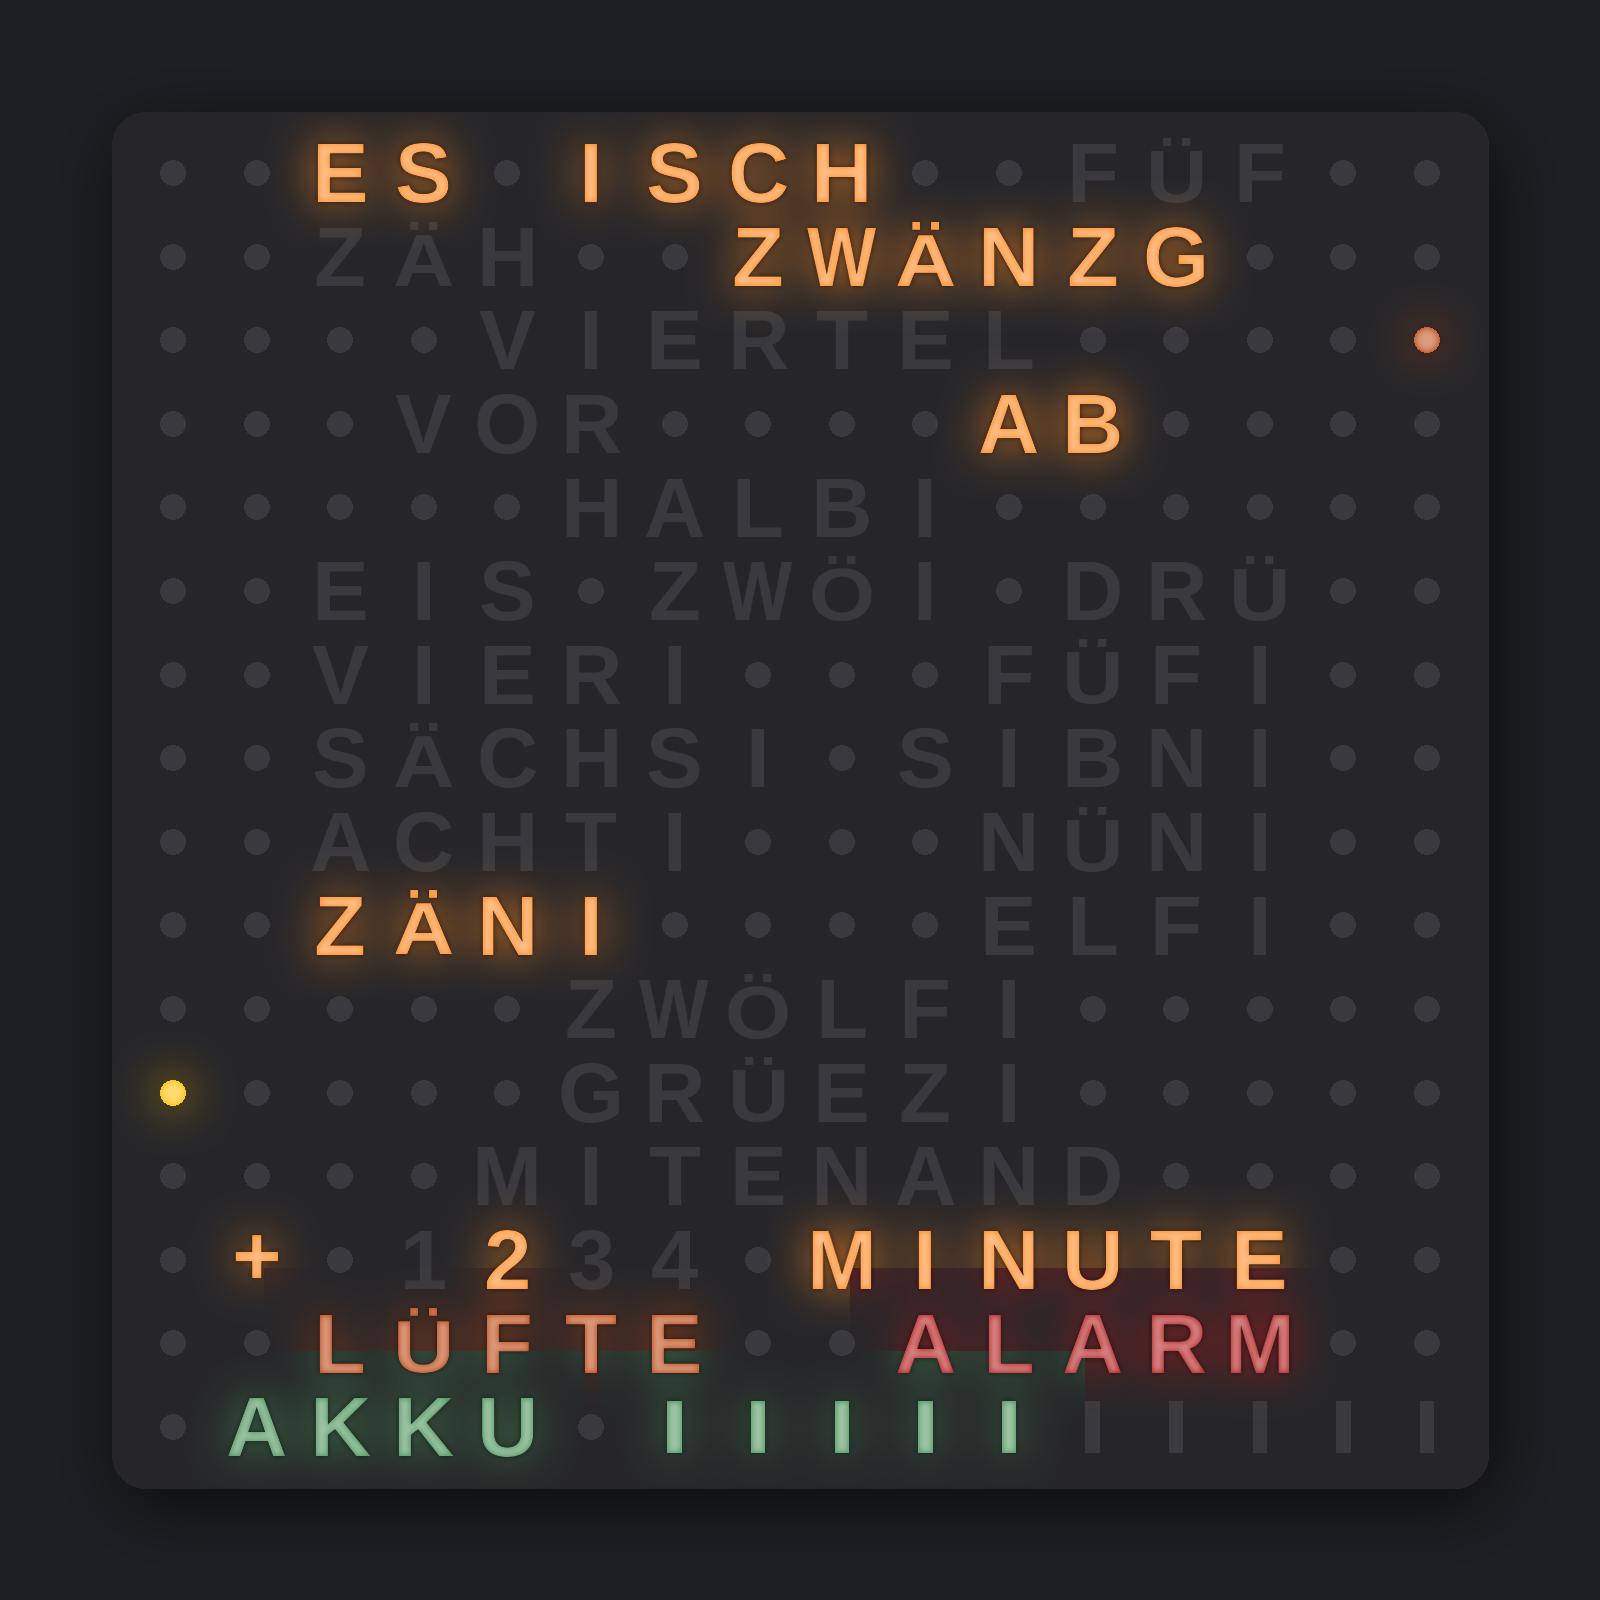 ES ISCH FÜF
ZÄH ZWÄNZG
VIERTEL
VOR AB
HALBI
EIS ZWÖI DRÜ
VIERI FÜFI
SÄCHSI SIBNI
ACHTI NÜNI
ZÄNI ELFI
ZWÖLFI
GRÜEZI
MITENAND
+ 1 2 3 4 MINUTE
LÜFTE ALARM
AKKU I I I I I I I I I I